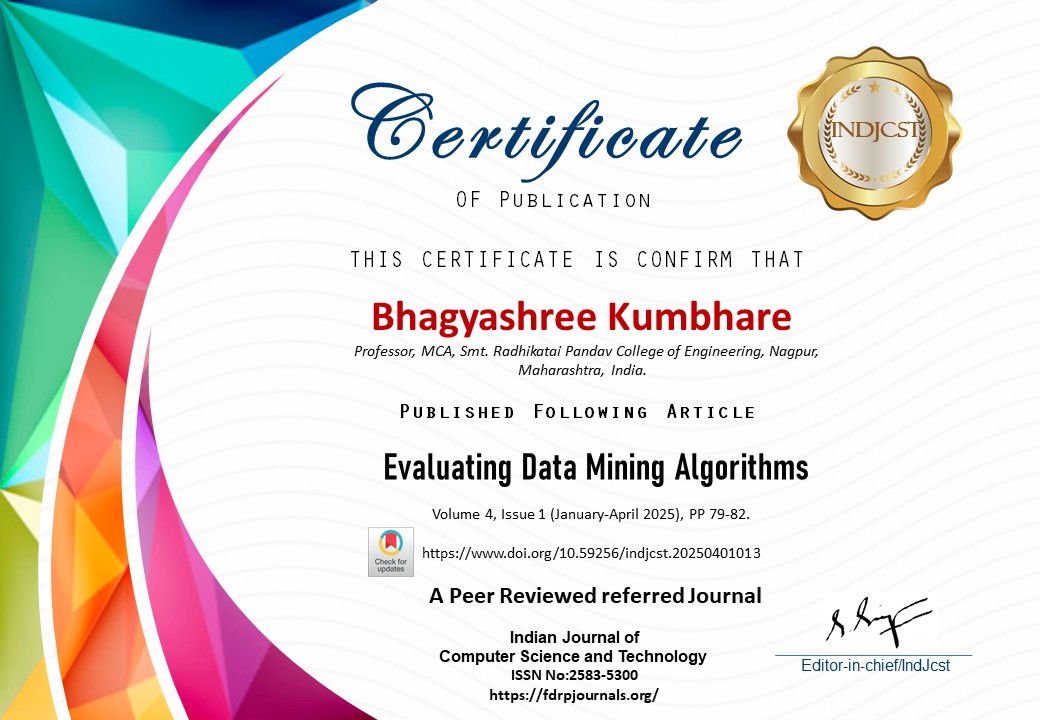 Certificate
INDJCST
OF PUBLICATION
THIS CERTIFICATE IS CONFIRM THAT
Bhagyashree Kumbhare
Professor, MCA, Smt. Radhikatai Pandav College of Engineering, Nagpur,
Maharashtra, India.
PUBLISHED FOLLOWING ARTICLE
Evaluating Data Mining Algorithms
Volume 4, Issue 1 (January-April 2025), PP 79-82.
Check for
updates
https://www.doi.org/10.59256/indjcst.20250401013
A Peer Reviewed referred Journal
Indian Journal of
Computer Science and Technology
ISSN No:2583-5300
https://fdrpjournals.org/
Editor-in-chief/IndJcst